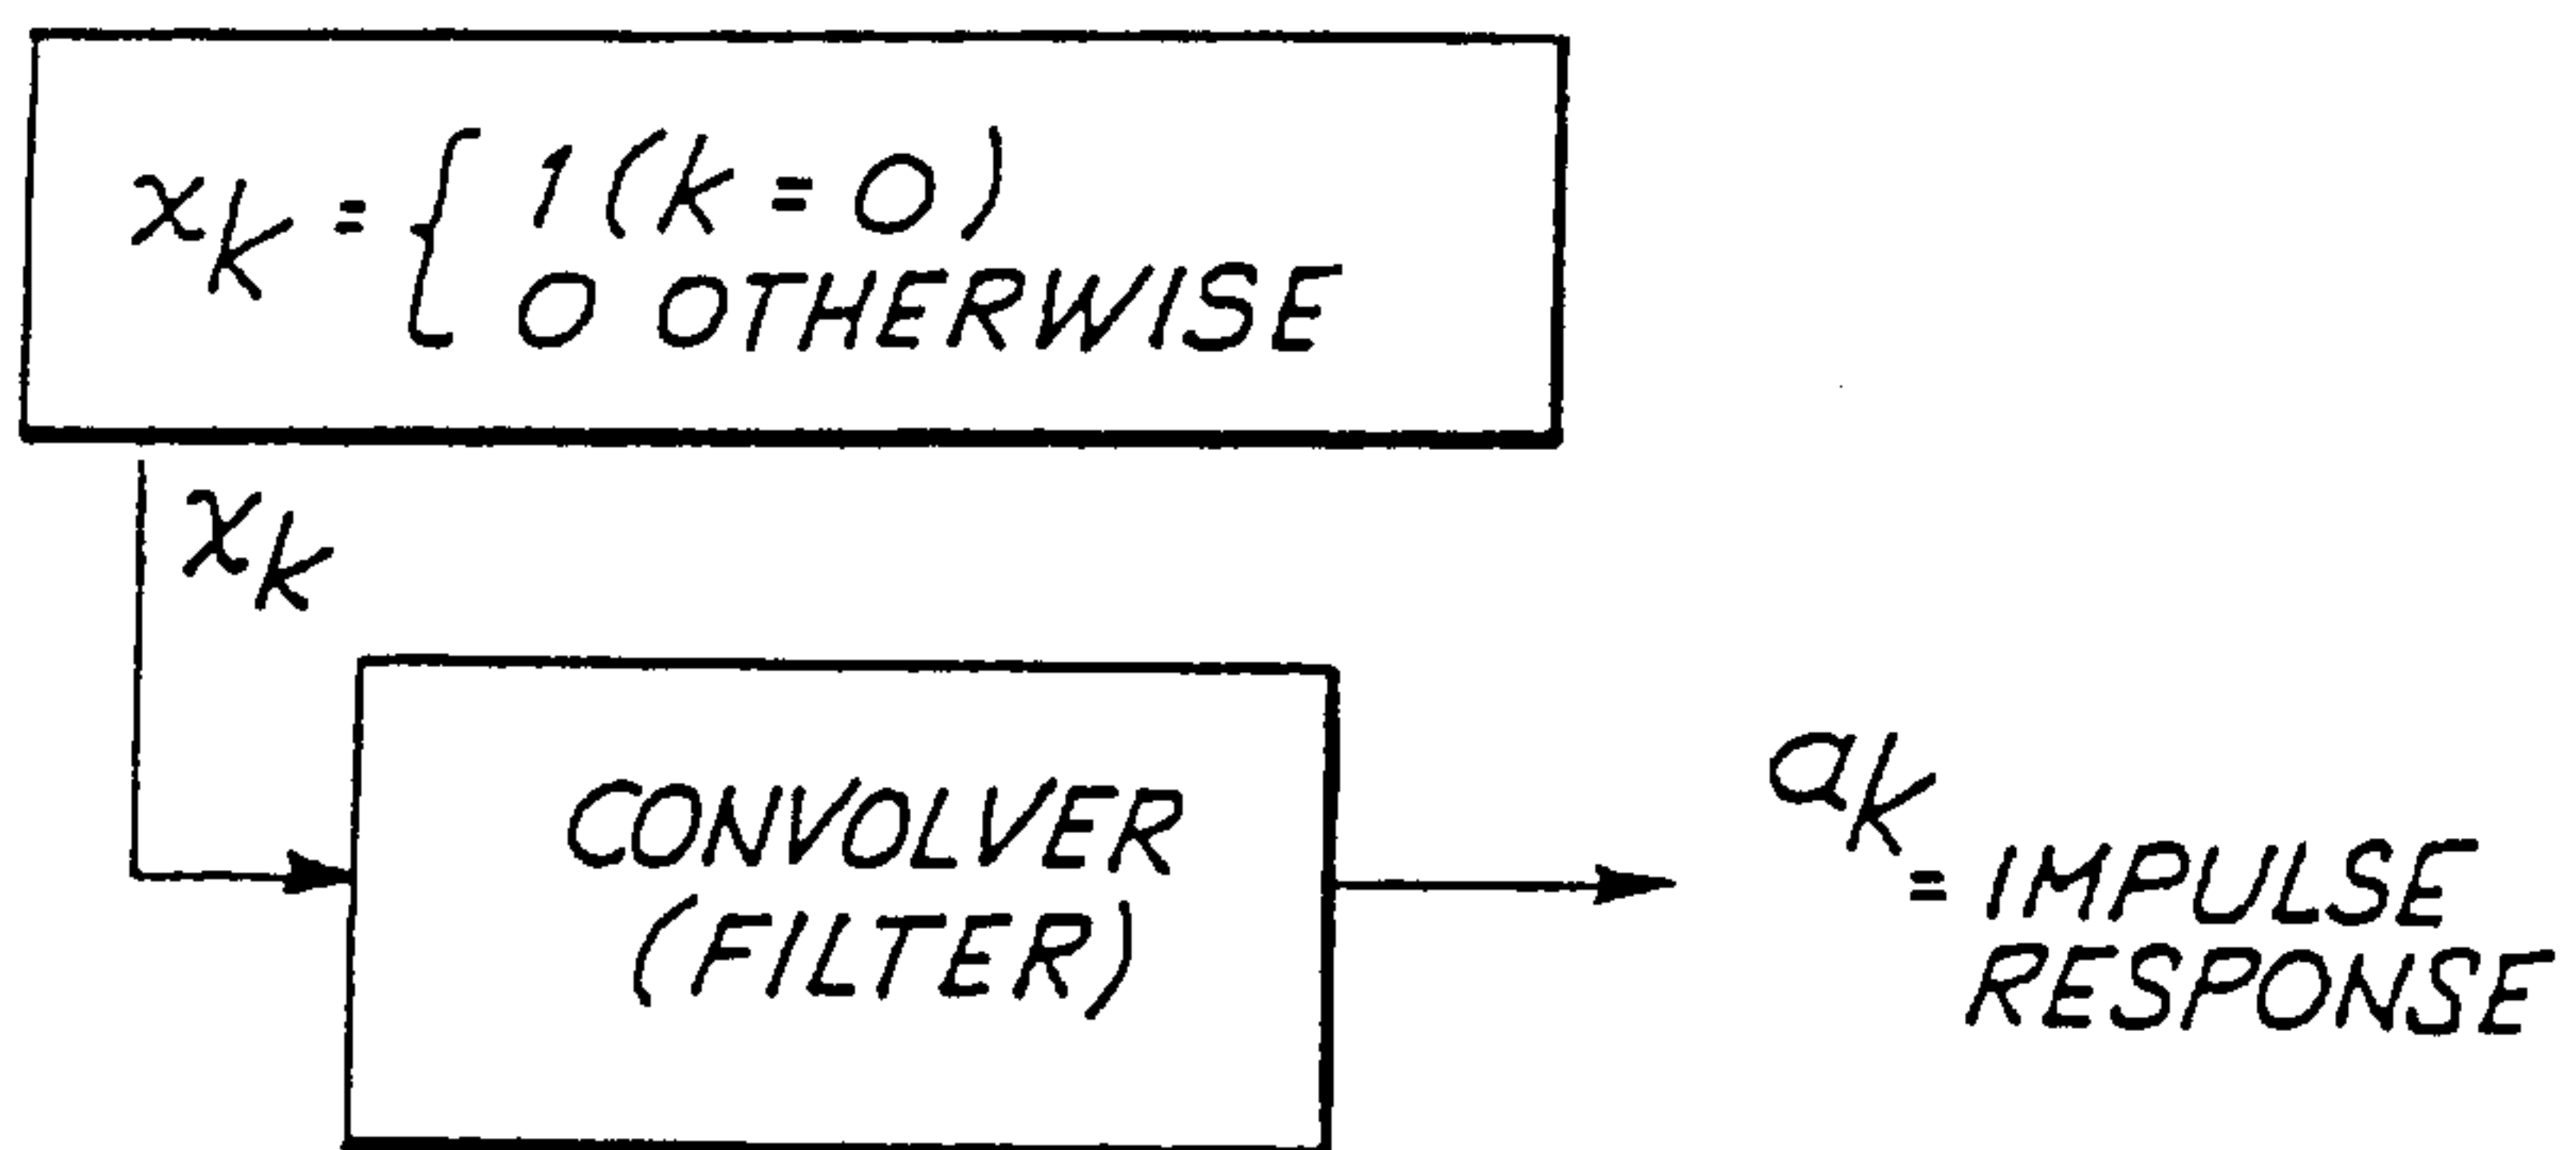 x_k = { 1 (k = 0)
0 OTHERWISE
x_k
CONVOLVER
(FILTER)
a_k
= IMPULSE
RESPONSE